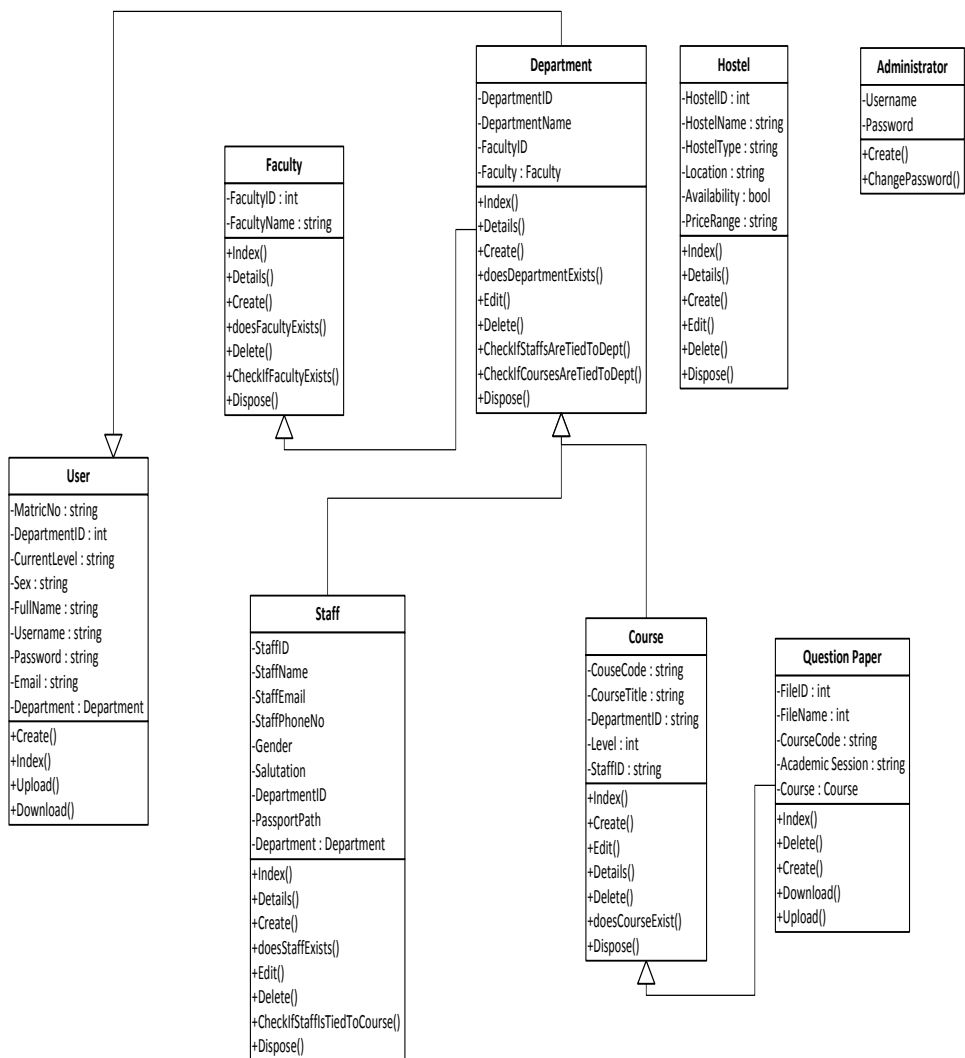 Department
-DepartmentID
-DepartmentName
-FacultyID
-Faculty : Faculty
+Index()
+Details()
+Create()
+doesDepartmentExists()
+Edit()
+Delete()
+CheckIfStaffsAreTiedToDept()
+CheckIfCoursesAreTiedToDept()
+Dispose()
Hostel
-HostelID : int
-HostelName : string
-HostelType : string
-Location : string
-Availability : bool
-PriceRange : string
+Index()
+Details()
+Create()
+Edit()
+Delete()
+Dispose()
Administrator
-Username
-Password
+Create()
+ChangePassword()
Faculty
-FacultyID : int
-FacultyName : string
+Index()
+Details()
+Create()
+doesFacultyExists()
+Delete()
+CheckIfFacultyExists()
+Dispose()
User
-MatricNo : string
-DepartmentID : int
-CurrentLevel : string
-Sex : string
-FullName : string
-Username : string
-Password : string
-Email : string
-Department : Department
+Create()
+Index()
+Upload()
+Download()
Staff
-StaffID
-StaffName
-StaffEmail
-StaffPhoneNo
-Gender
-Salutation
-DepartmentID
-PassportPath
-Department : Department
+Index()
+Details()
+Create()
+doesStaffExists()
+Edit()
+Delete()
+CheckIfStaffIsTiedToCourse()
+Dispose()
Course
-CouseCode : string
-CourseTitle : string
-DepartmentID : string
-Level : int
-StaffID : string
+Index()
+Create()
+Edit()
+Details()
+Delete()
+doesCourseExist()
+Dispose()
Question Paper
-FileID : int
-FileName : int
-CourseCode : string
-Academic Session : string
-Course : Course
+Index()
+Delete()
+Create()
+Download()
+Upload()